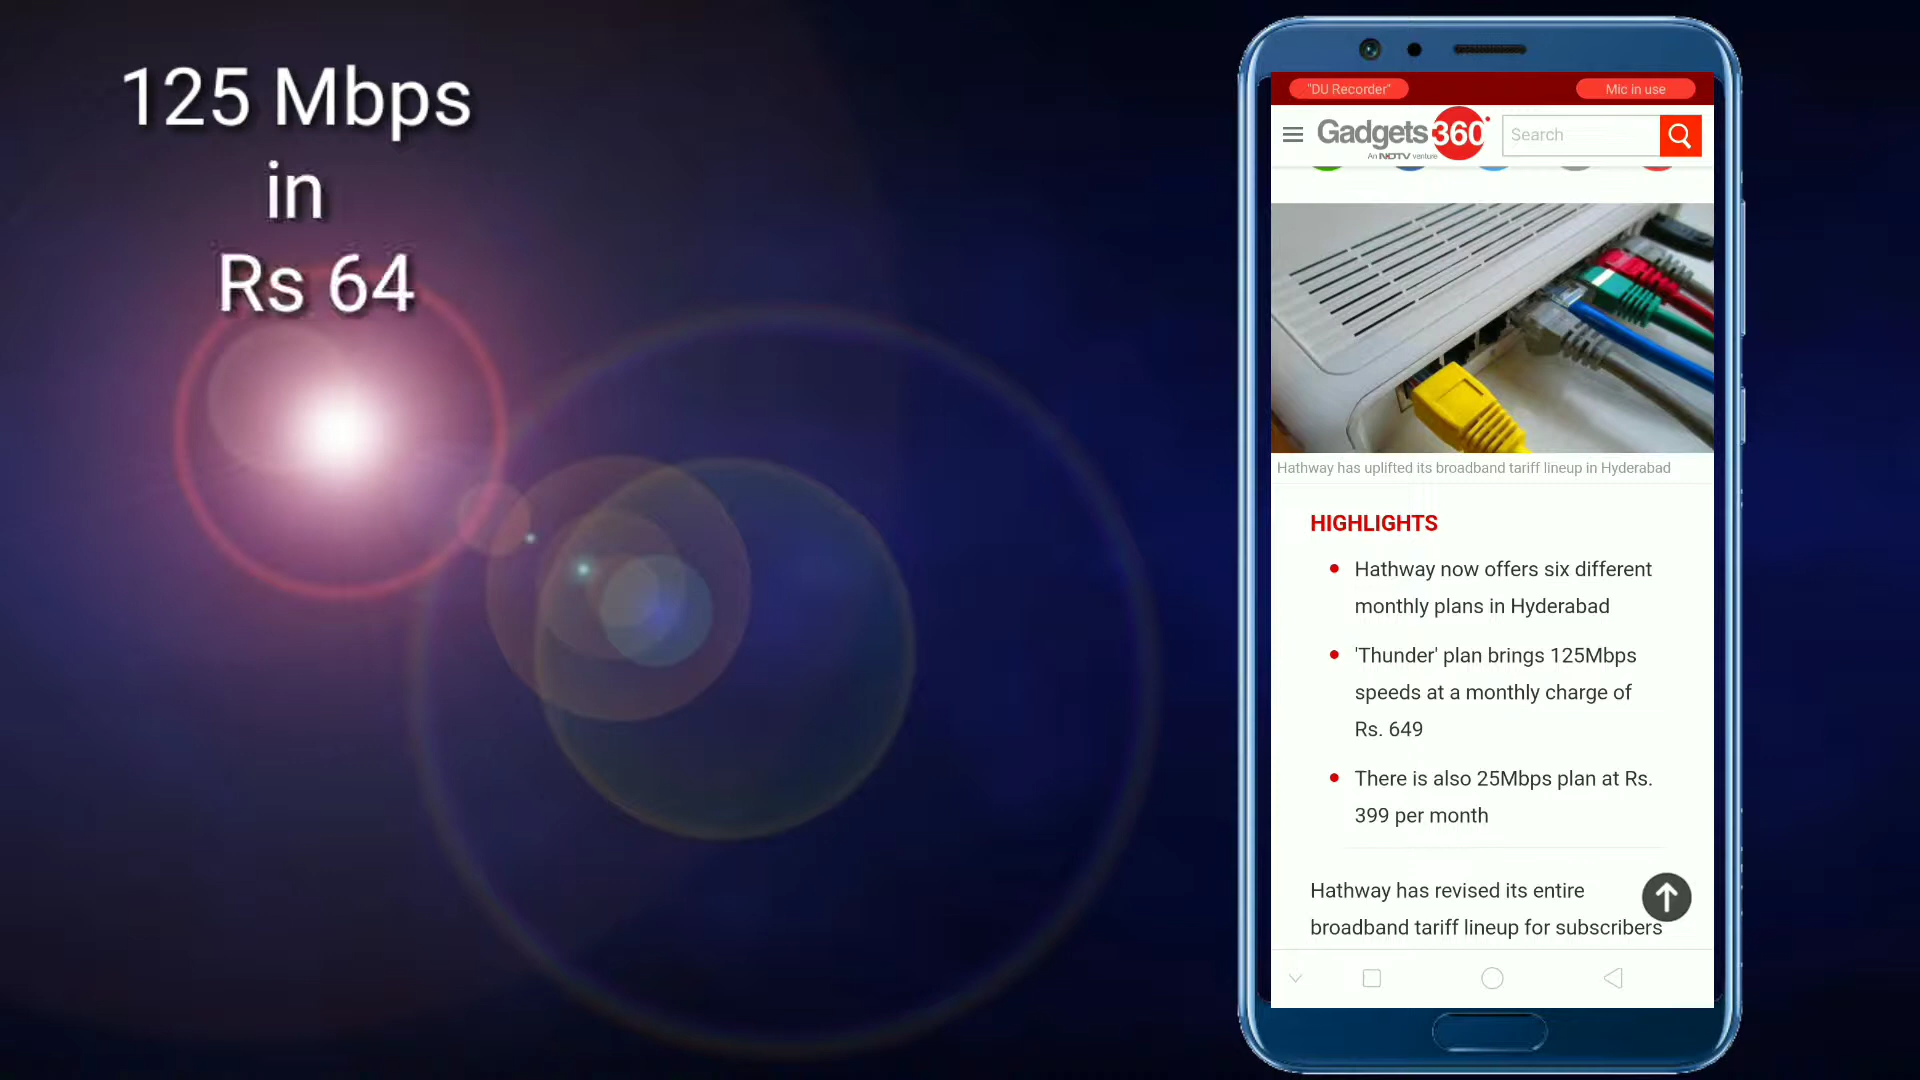 125 Mbps
in
Rs 64
"DU Recorder"
Mic in use
Gadgets 360
An NDTV venture
Search
Hathway has uplifted its broadband tariff lineup in Hyderabad
HIGHLIGHTS
Hathway now offers six different
monthly plans in Hyderabad
'Thunder' plan brings 125Mbps
speeds at a monthly charge of
Rs. 649
There is also 25Mbps plan at Rs.
399 per month
Hathway has revised its entire
broadband tariff lineup for subscribers